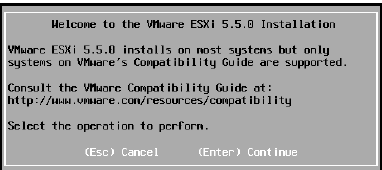 Welcome to the VMware ESXi 5.5.0 Installation
VMware ESXi 5.5.0 installs on most systems but only
systems on VMware's Compatibility Guide are supported.
Consult the VMware Compatibility Guide at:
http://www.vmware.com/resources/compatibility
Select the operation to perform.
(Esc) Cancel (Enter) Continue